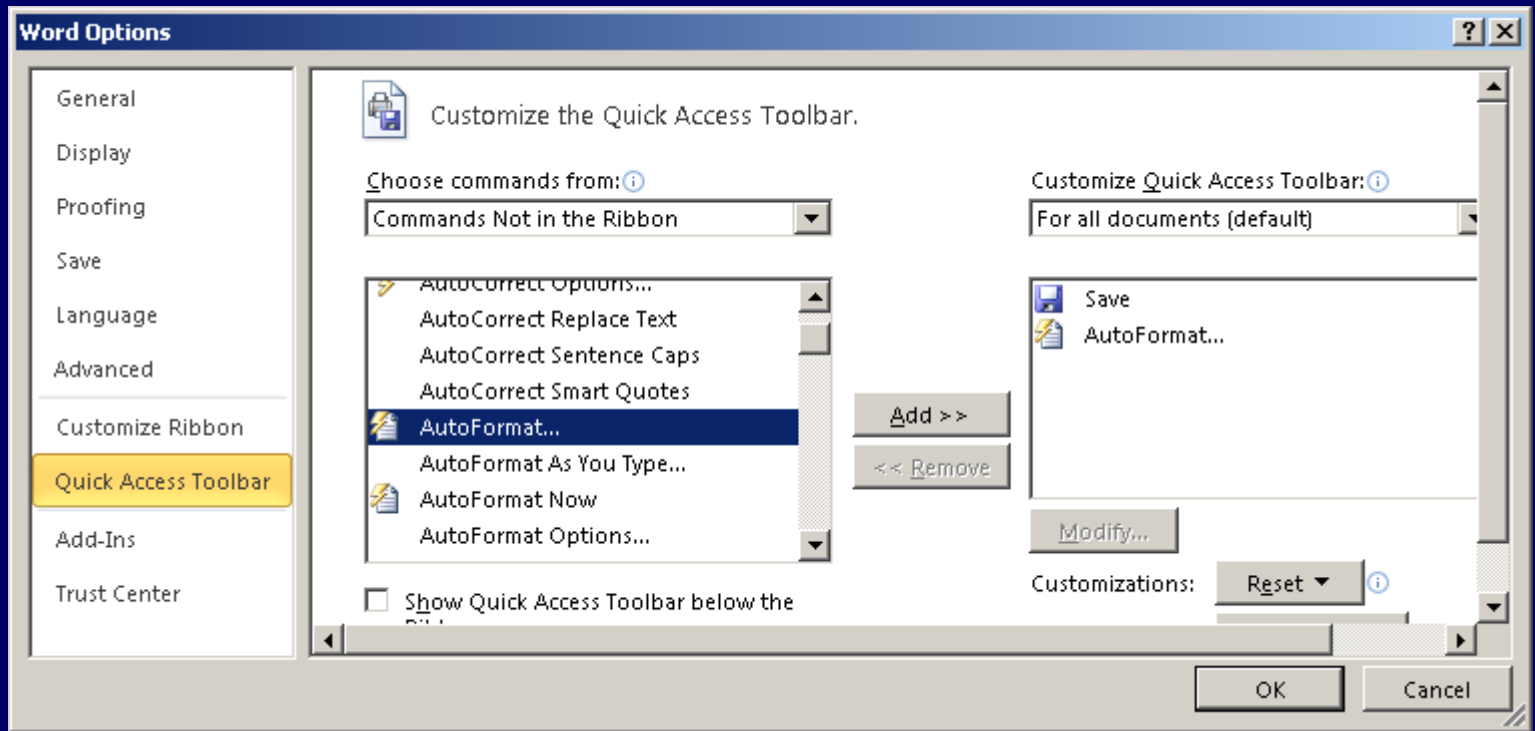 Word Options
General
Display
Proofing
Save
Language
Advanced
Customize Ribbon
Quick Access Toolbar
Add-Ins
Trust Center
Customize the Quick Access Toolbar.
Choose commands from:
Commands Not in the Ribbon
AutoCorrect Options...
AutoCorrect Replace Text
AutoCorrect Sentence Caps
AutoCorrect Smart Quotes
AutoFormat...
AutoFormat As You Type...
AutoFormat Now
AutoFormat Options...
Show Quick Access Toolbar below the
Add >>
<< Remove
Customize Quick Access Toolbar:
For all documents (default)
Save
AutoFormat...
Modify...
Customizations: Reset
OK Cancel